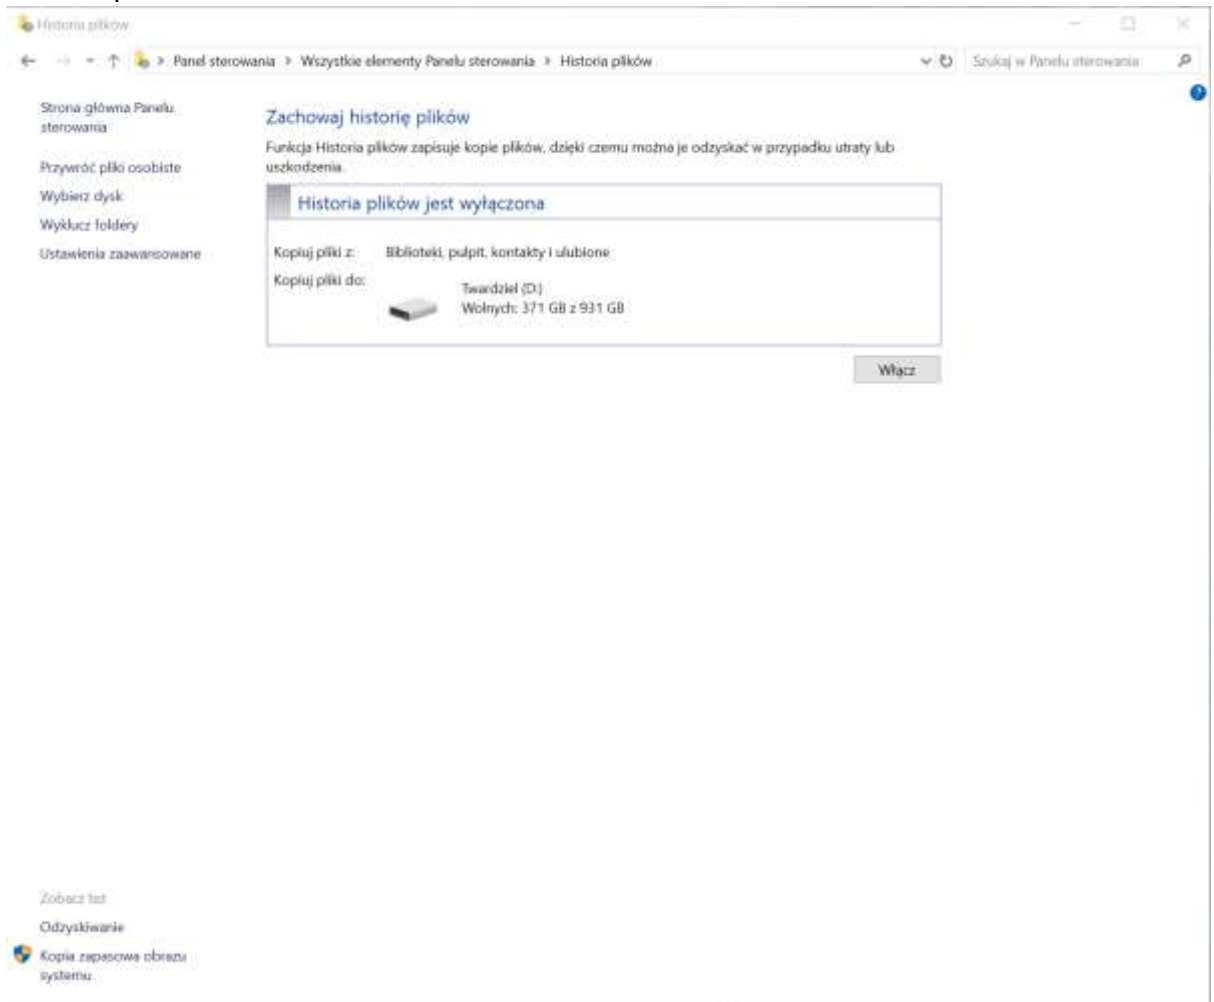 Historia plików
Panel sterowania > Wszystkie elementy Panelu sterowania > Historia plików
Szukaj w Panelu sterowania
Strona główna Panelu
sterowania
Przywróć pliki osobiste
Wybierz dysk
Wyklucz foldery
Ustawienia zaawansowane
Zachowaj historię plików
Funkcja Historia plików zapisuje kopie plików, dzięki czemu można je odzyskać w przypadku utraty lub
uszkodzenia.
Historia plików jest wyłączona
Kopiuj pliki z: Biblioteki, pulpit, kontakty i ulubione
Kopiuj pliki do:
Twardziel (D:)
Wolnych: 371 GB z 931 GB
Włącz
Zobacz też
Odzyskiwanie
Kopia zapasowa obrazu
systemu